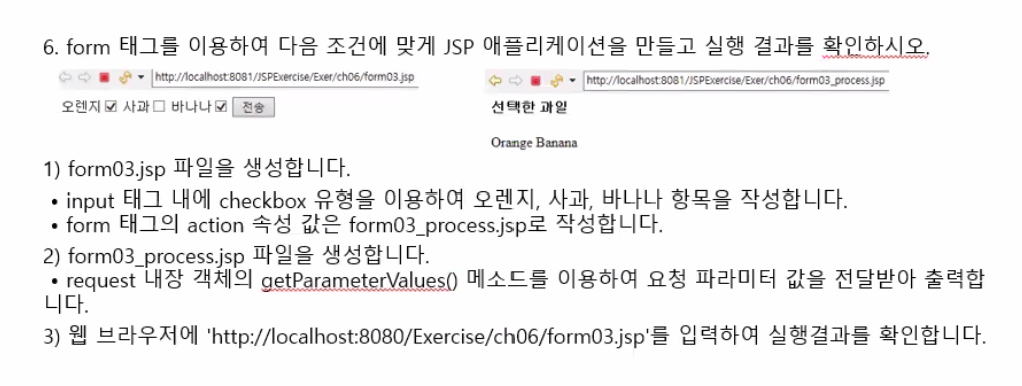 6. form 태그를 이용하여 다음 조건에 맞게 JSP 애플리케이션을 만들고 실행 결과를 확인하시오.
http://localhost:8081/JSPExercise/Exer/ch06/form03.jsp
오렌지 사과 바나나 전송
http://localhost:8081/JSPExercise/Exer/ch06/form03_process.jsp
선택한 과일
Orange Banana
1) form03.jsp 파일을 생성합니다.
• input 태그 내에 checkbox 유형을 이용하여 오렌지, 사과, 바나나 항목을 작성합니다.
• form 태그의 action 속성 값은 form03_process.jsp로 작성합니다.
2) form03_process.jsp 파일을 생성합니다.
• request 내장 객체의 getParameterValues() 메소드를 이용하여 요청 파라미터 값을 전달받아 출력합
니다.
3) 웹 브라우저에 'http://localhost:8080/Exercise/ch06/form03.jsp'를 입력하여 실행결과를 확인합니다.